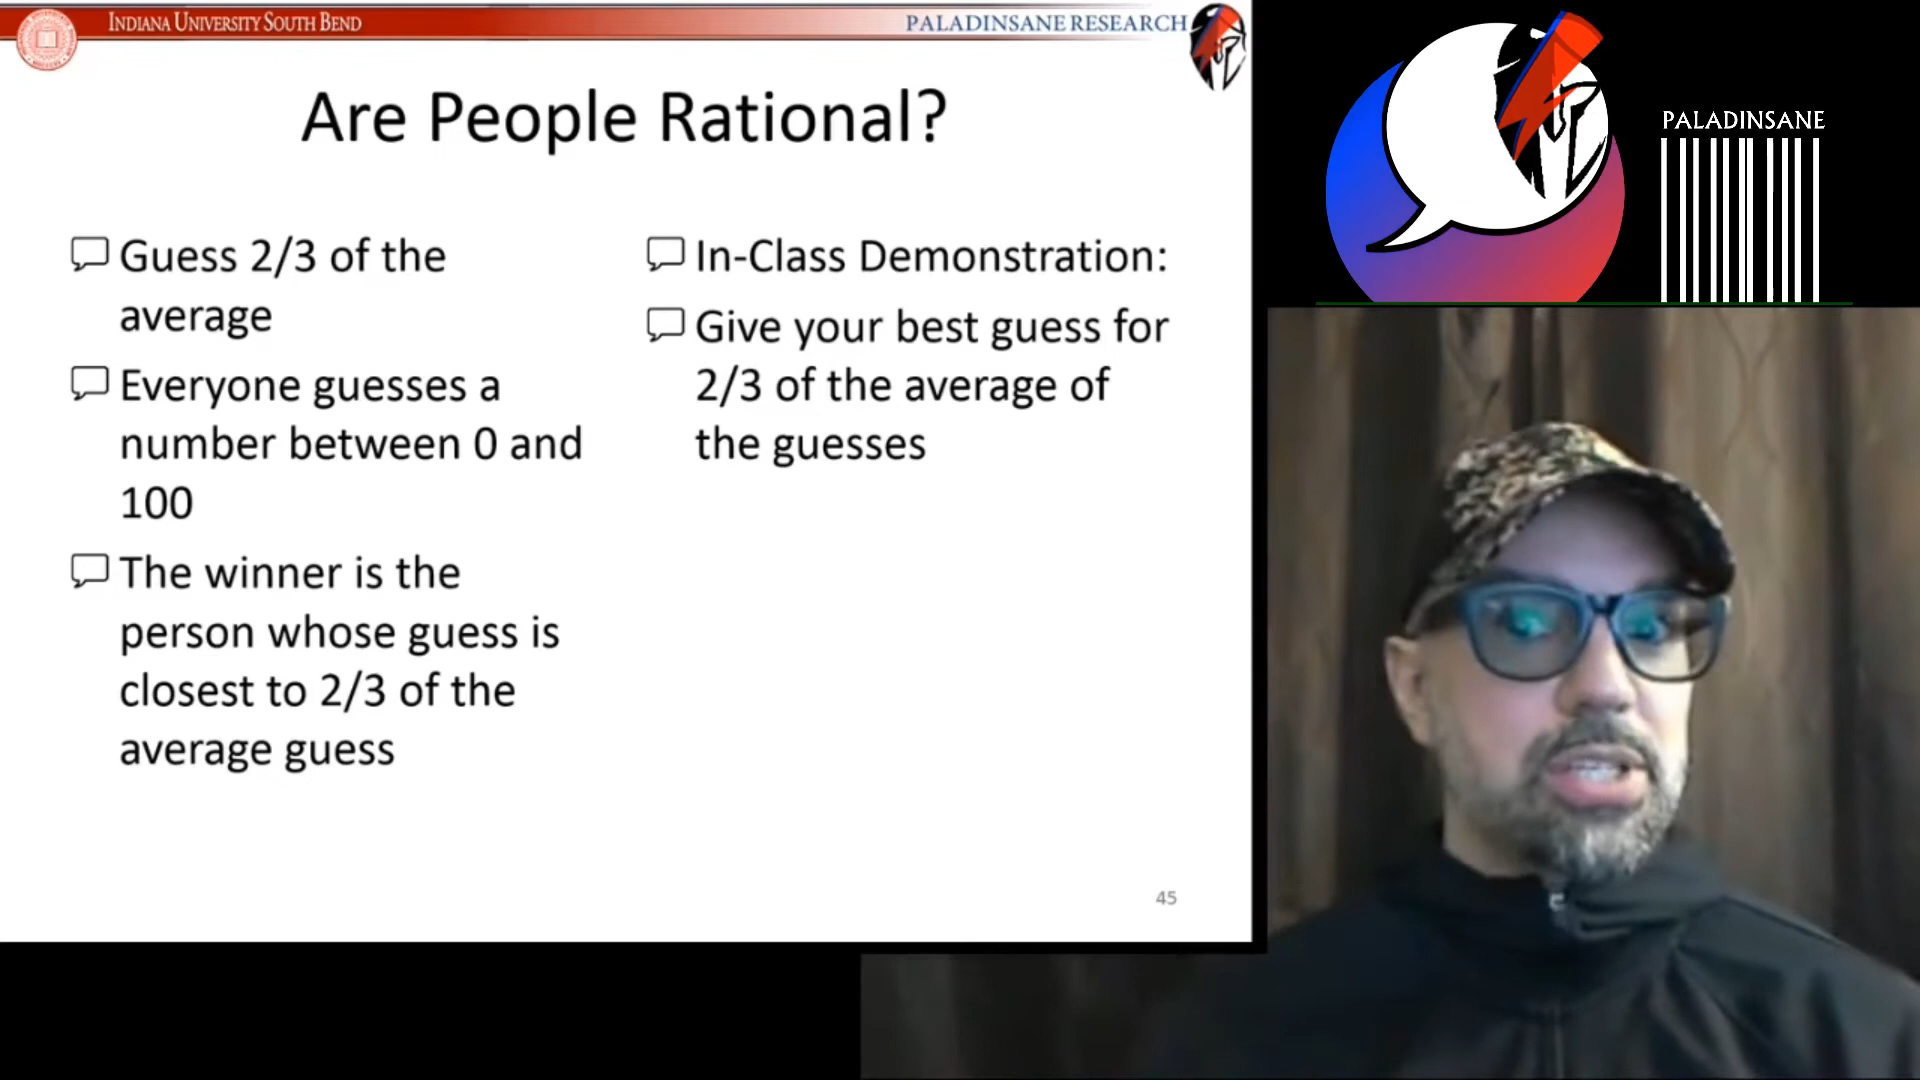 INDIANA UNIVERSITY SOUTH BEND
PALADINSANE RESEARCH
Are People Rational?
Guess 2/3 of the
average
Everyone guesses a
number between 0 and
100
The winner is the
person whose guess is
closest to 2/3 of the
average guess
In-Class Demonstration:
Give your best guess for
2/3 of the average of
the guesses
45
PALADINSANE